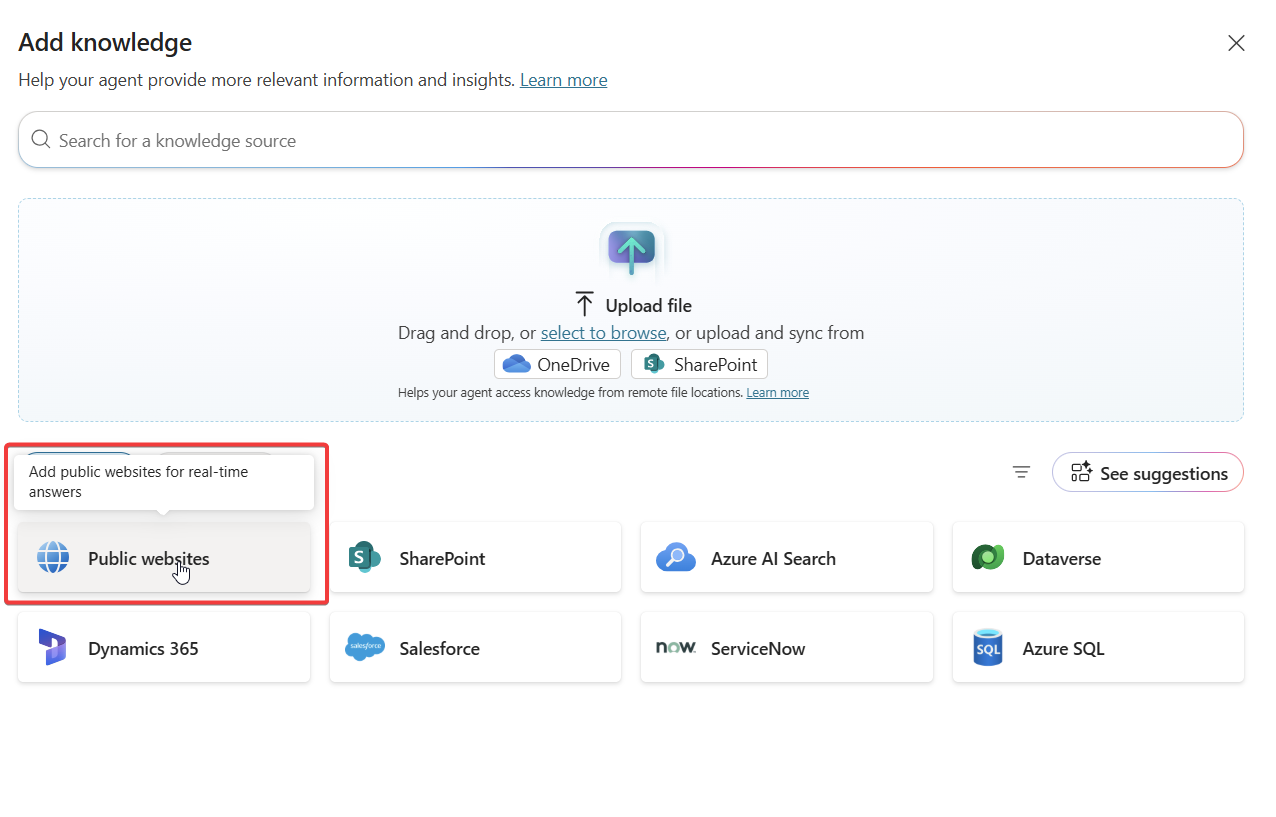 Add knowledge
Help your agent provide more relevant information and insights. Learn more
Search for a knowledge source
Upload file
Drag and drop, or select to browse, or upload and sync from
OneDrive
S SharePoint
Helps your agent access knowledge from remote file locations. Learn more
Add public websites for real-time
answers
See suggestions
Public websites
S SharePoint
Azure AI Search
Dataverse
Dynamics 365
salesforce Salesforce
now. ServiceNow
SQL Azure SQL